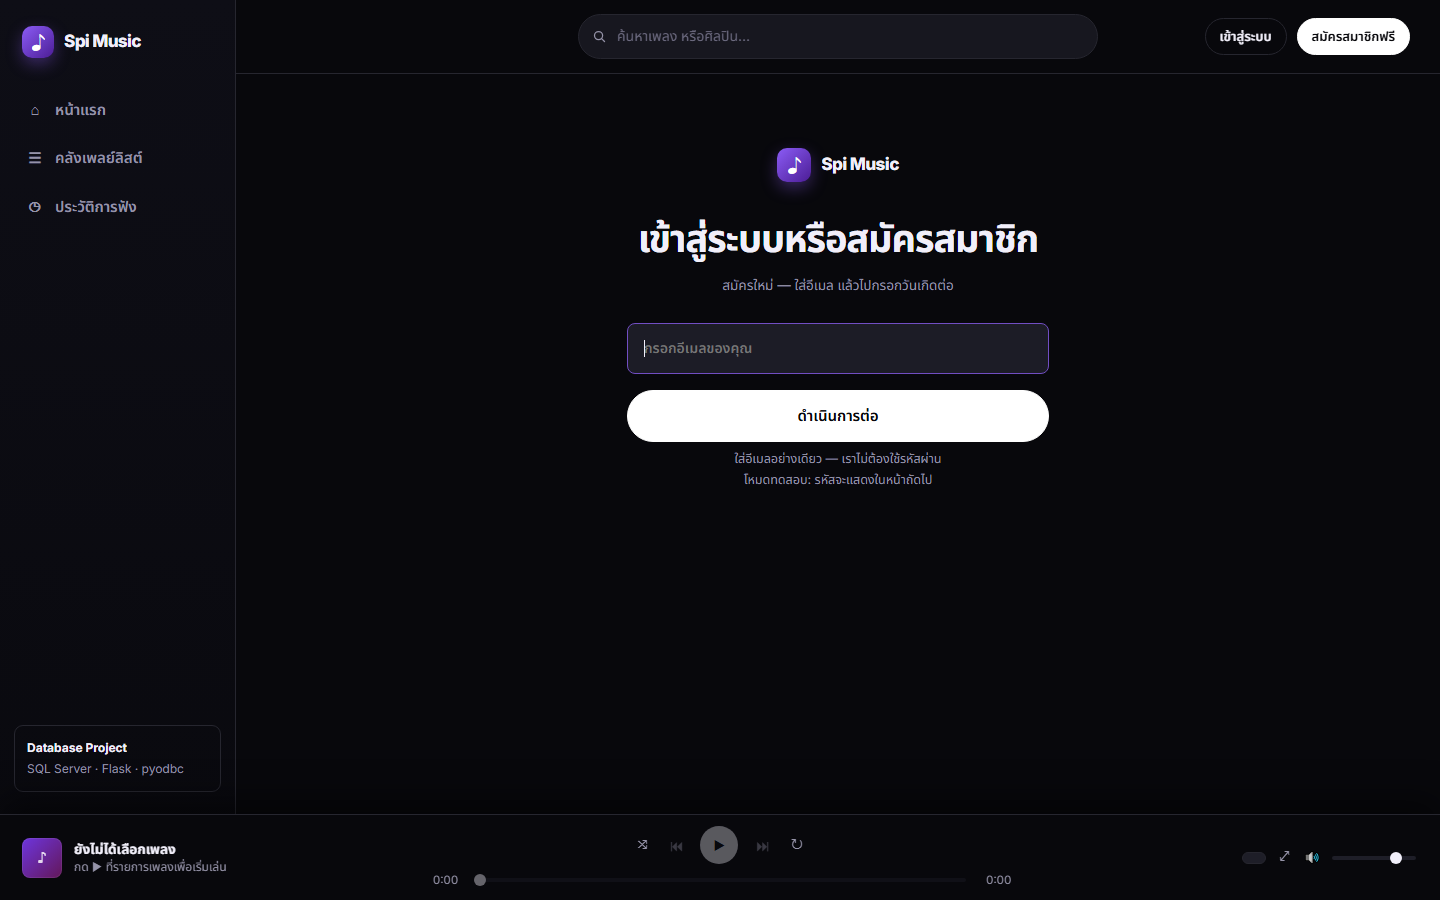 Spi Music
ค้นหาเพลง หรือศิลปิน...
เข้าสู่ระบบ
สมัครสมาชิกฟรี
หน้าแรก
คลังเพลย์ลิสต์
ประวัติการฟัง
Spi Music
เข้าสู่ระบบหรือสมัครสมาชิก
สมัครใหม่ — ใส่อีเมล แล้วไปกรอกวันเกิดต่อ
กรอกอีเมลของคุณ
ดำเนินการต่อ
ใส่อีเมลอย่างเดียว — เราไม่ต้องใช้รหัสผ่าน
โหมดทดสอบ: รหัสจะแสดงในหน้าถัดไป
Database Project
SQL Server · Flask · pyodbc
ยังไม่ได้เลือกเพลง
กด ▶ ที่รายการเพลงเพื่อเริ่มเล่น
0:00
0:00